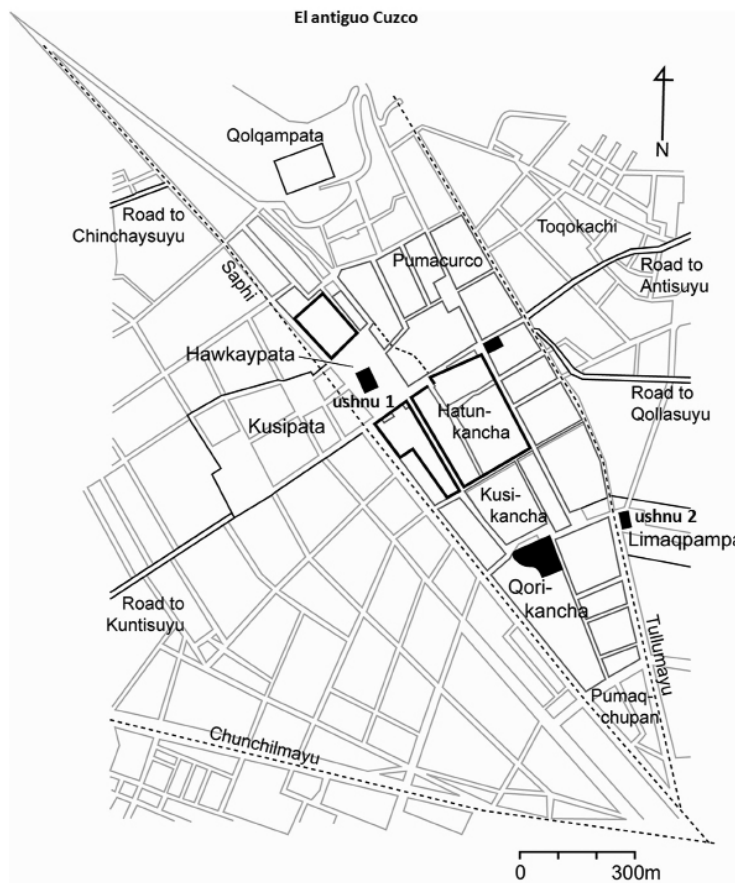 El antiguo Cuzco
Qolqampata
N
Road to
Chinchaysuyu
Toqokachi
Pumacurco
Road to
Antisuyu
Saphi
Hawkaypata
ushnu 1
Road to
Qollasuyu
Hatun-
kancha
Kusipata
Kusi-
kancha
ushnu 2
Limaqpampa
Qori-
kancha
Road to
Kuntisuyu
Tullumayu
Pumaq-
chupan
Chunchilmayu
0 300m